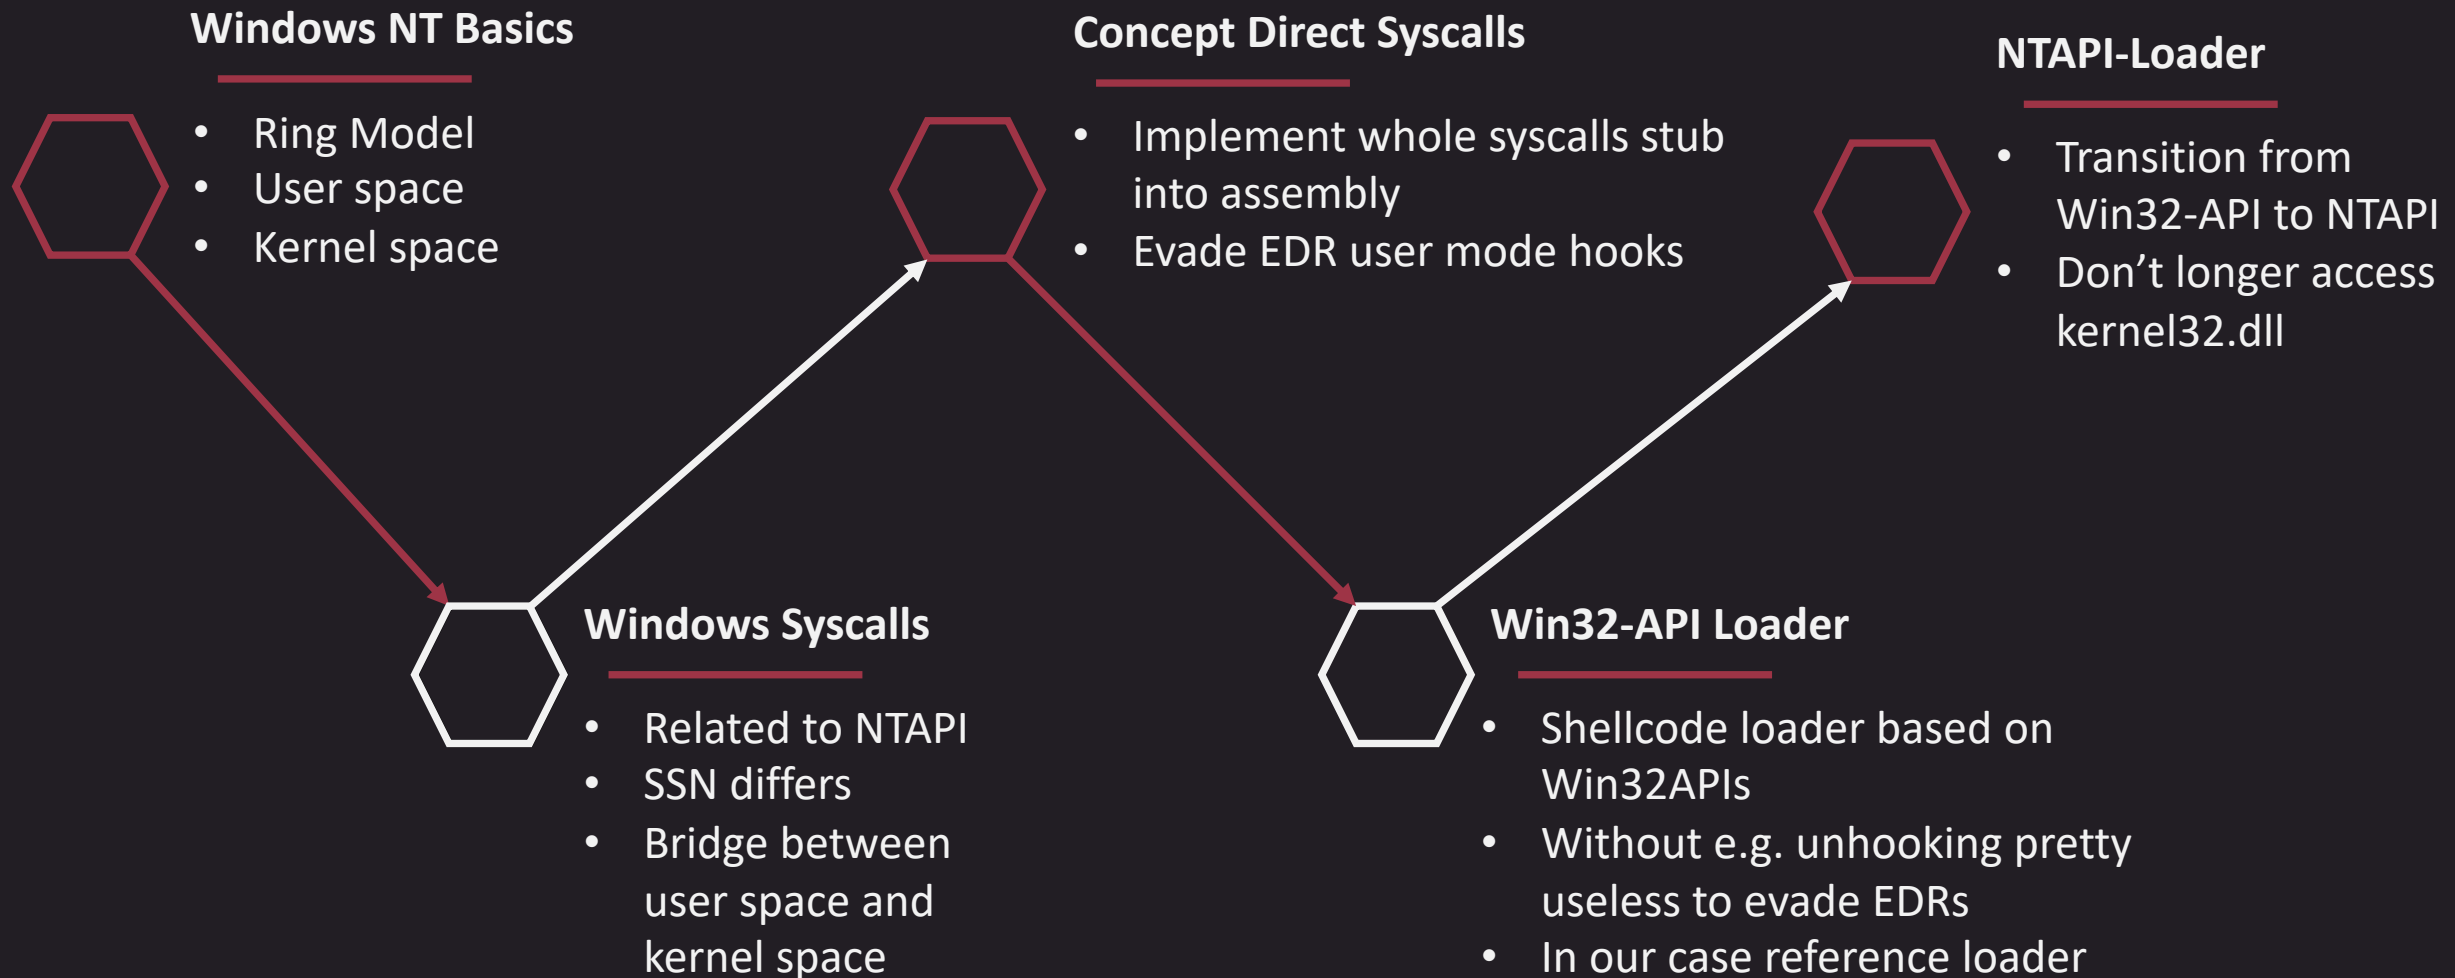 Windows NT Basics
• Ring Model
• User space
• Kernel space
Windows Syscalls
• Related to NTAPI
• SSN differs
• Bridge between
user space and
kernel space
Concept Direct Syscalls
• Implement whole syscalls stub
into assembly
• Evade EDR user mode hooks
Win32-API Loader
• Shellcode loader based on
Win32APIs
• Without e.g. unhooking pretty
useless to evade EDRs
• In our case reference loader
NTAPI-Loader
• Transition from
Win32-API to NTAPI
• Don’t longer access
kernel32.dll